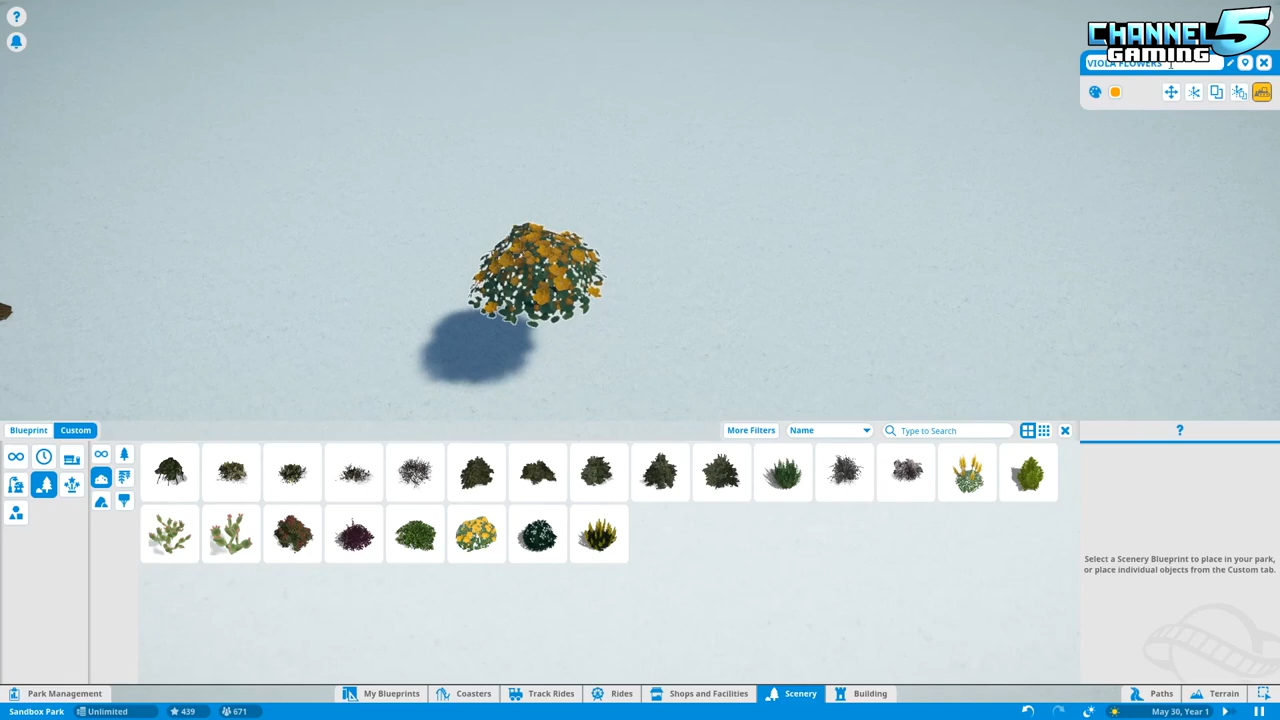 ?
CHANNEL 5
GAMING
VIOLA FLOWERS
Blueprint
Custom
More Filters
Name
Type to Search
?
Select a Scenery Blueprint to place in your park,
or place individual objects from the Custom tab.
Park Management
My Blueprints
Coasters
Track Rides
Rides
Shops and Facilities
Scenery
Building
Paths
Terrain
Sandbox Park
Unlimited
439
671
May 30, Year 1